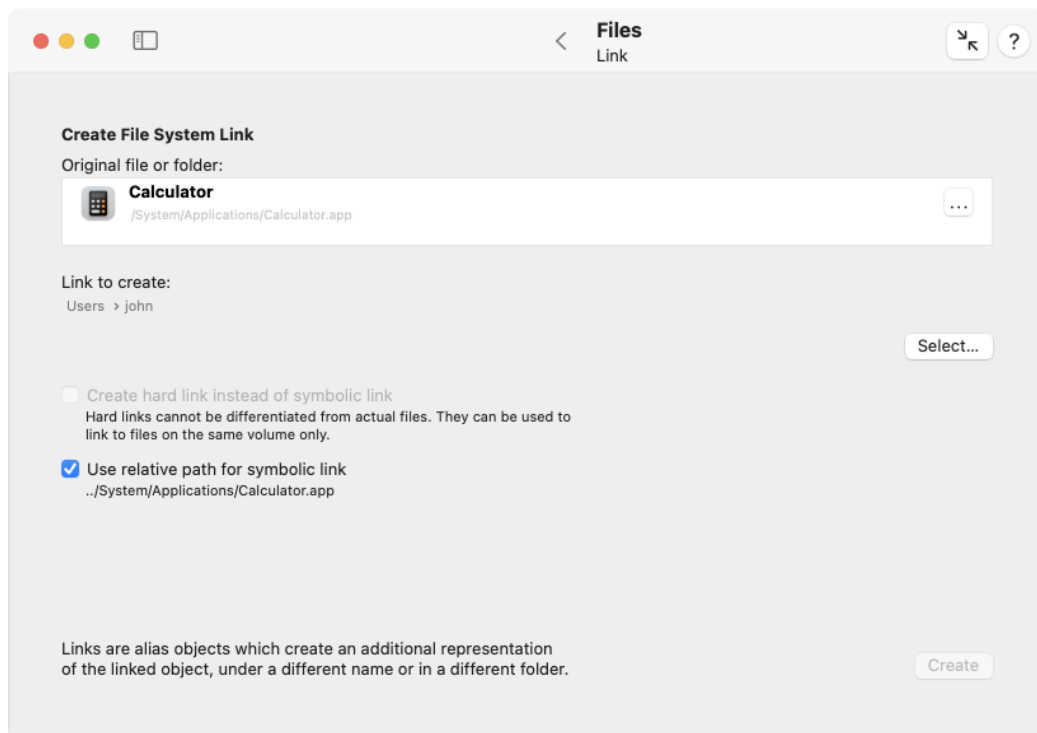 Files
Link
?
Create File System Link
Original file or folder:
Calculator
/System/Applications/Calculator.app
...
Link to create:
Users › john
Select...
Create hard link instead of symbolic link
Hard links cannot be differentiated from actual files. They can be used to
link to files on the same volume only.
Use relative path for symbolic link
../System/Applications/Calculator.app
Links are alias objects which create an additional representation
of the linked object, under a different name or in a different folder.
Create